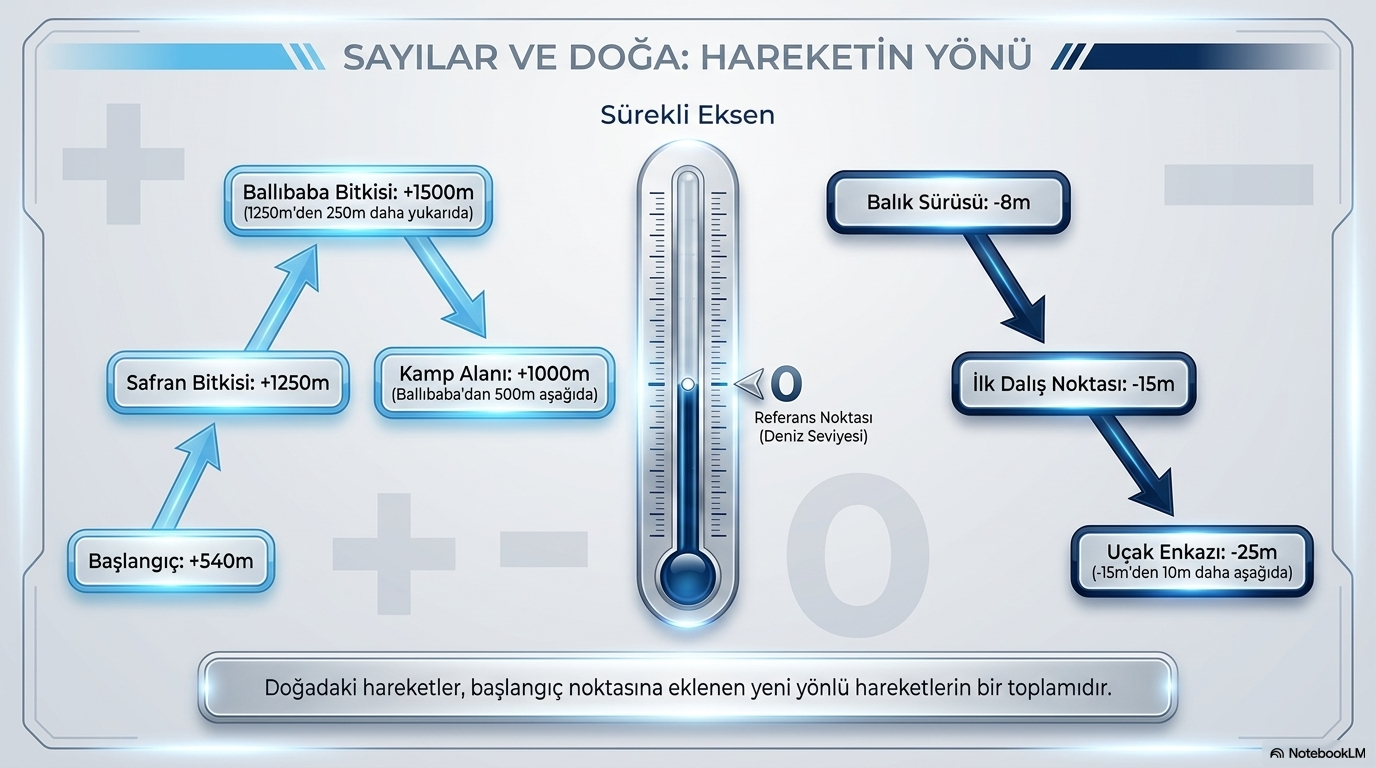 SAYILAR VE DOĞA: HAREKETİN YÖNÜ
Sürekli Eksen
Ballıbaba Bitkisi: +1500m
(1250m'den 250m daha yukarıda)
Safran Bitkisi: +1250m
Kamp Alanı: +1000m
(Ballıbaba'dan 500m aşağıda)
Başlangıç: +540m
0
Referans Noktası
(Deniz Seviyesi)
Balık Sürüsü: -8m
İlk Dalış Noktası: -15m
Uçak Enkazı: -25m
(-15m'den 10m daha aşağıda)
+
−
+
−
0
Doğadaki hareketler, başlangıç noktasına eklenen yeni yönlü hareketlerin bir toplamıdır.
NotebookLM